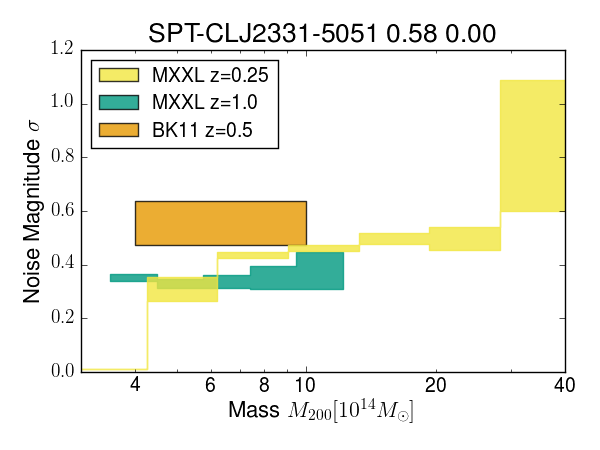 SPT-CLJ2331-5051 0.58 0.00
1.2
1.0
0.8
0.6
0.4
0.2
0.0
Noise Magnitude σ
MXXL z=0.25
MXXL z=1.0
BK11 z=0.5
4 6 8 10 20 40
Mass M₂₀₀[10¹⁴M☉]